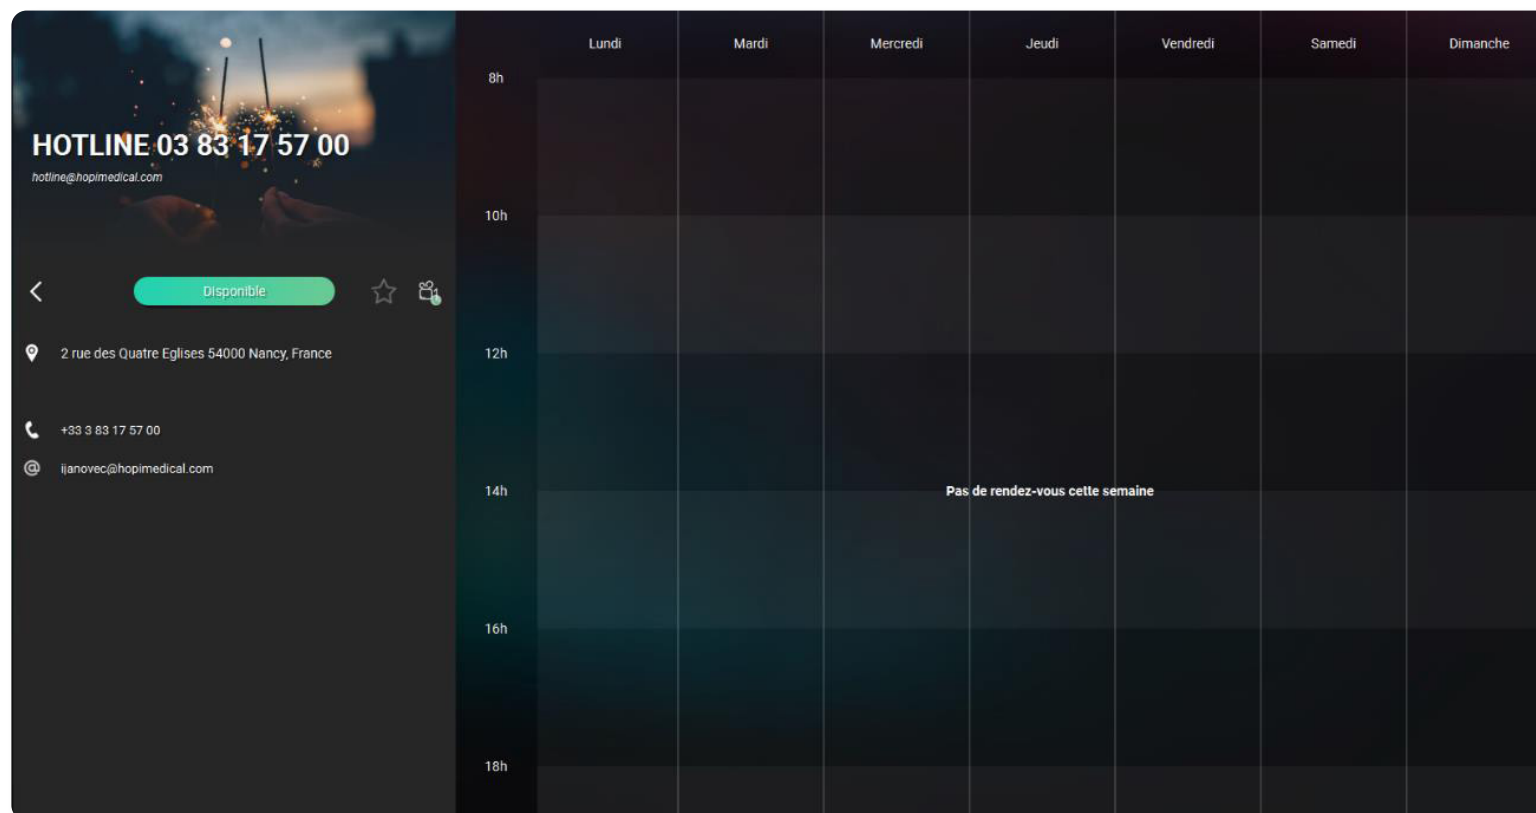 HOTLINE 03 83 17 57 00
hotline@hopimedical.com
Disponible
2 rue des Quatre Eglises 54000 Nancy, France
+33 3 83 17 57 00
ijanovec@hopimedical.com
Lundi Mardi Mercredi Jeudi Vendredi Samedi Dimanche
8h
10h
12h
14h
Pas de rendez-vous cette semaine
16h
18h